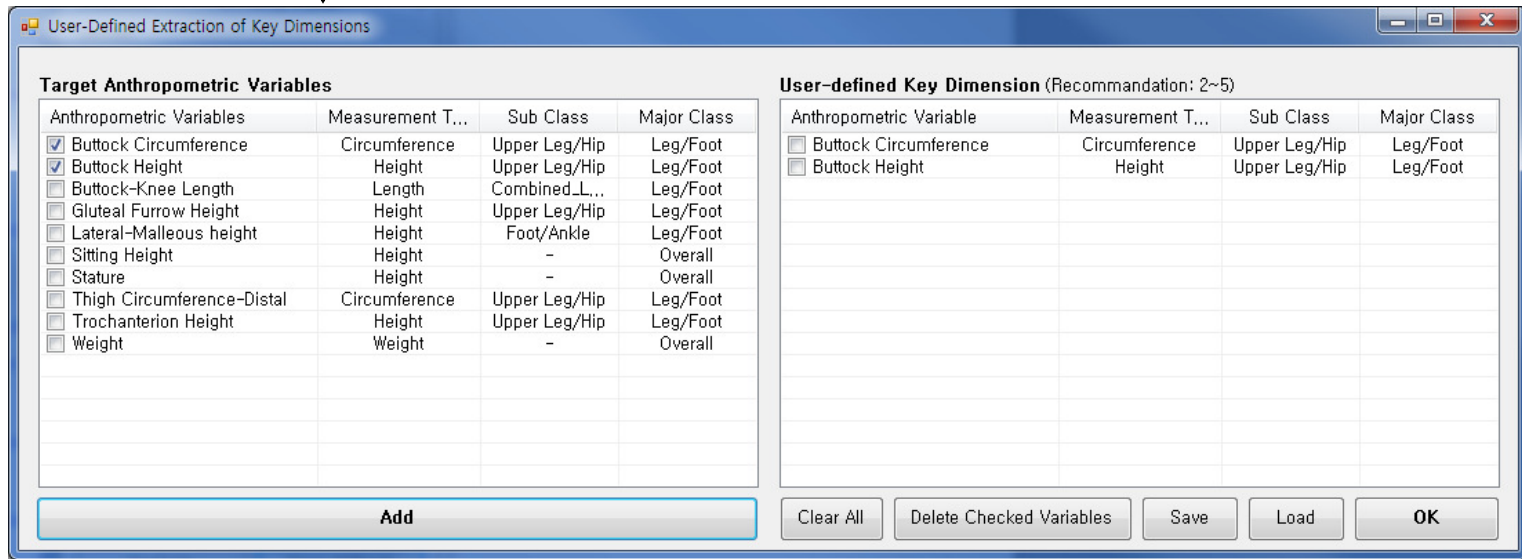 User-Defined Extraction of Key Dimensions
Target Anthropometric Variables
Anthropometric Variables Measurement T... Sub Class Major Class
Buttock Circumference Circumference Upper Leg/Hip Leg/Foot
Buttock Height Height Upper Leg/Hip Leg/Foot
Buttock-Knee Length Length Combined_L... Leg/Foot
Gluteal Furrow Height Height Upper Leg/Hip Leg/Foot
Lateral-Malleous height Height Foot/Ankle Leg/Foot
Sitting Height Height - Overall
Stature Height - Overall
Thigh Circumference-Distal Circumference Upper Leg/Hip Leg/Foot
Trochanterion Height Height Upper Leg/Hip Leg/Foot
Weight Weight - Overall
Add
User-defined Key Dimension (Recommandation: 2~5)
Anthropometric Variable Measurement T... Sub Class Major Class
Buttock Circumference Circumference Upper Leg/Hip Leg/Foot
Buttock Height Height Upper Leg/Hip Leg/Foot
Clear All Delete Checked Variables Save Load OK